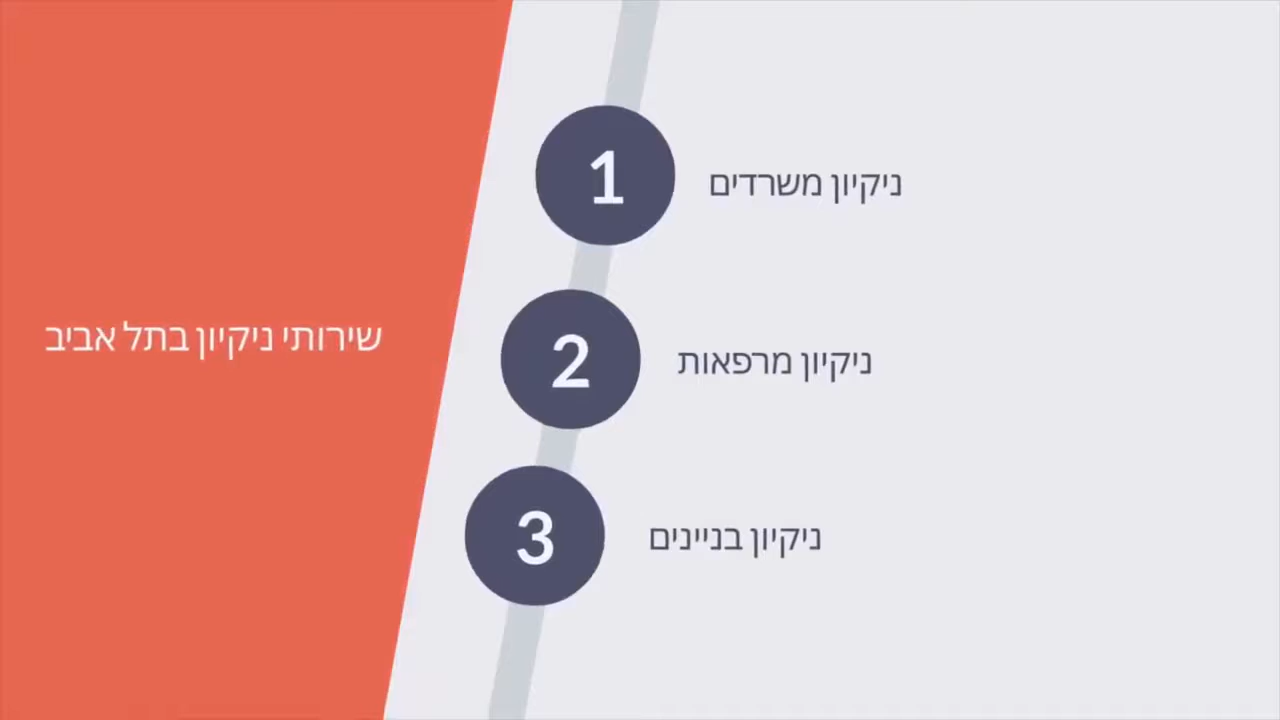 שירותי ניקיון בתל אביב
1 ניקיון משרדים
2 ניקיון מרפאות
3 ניקיון בניינים